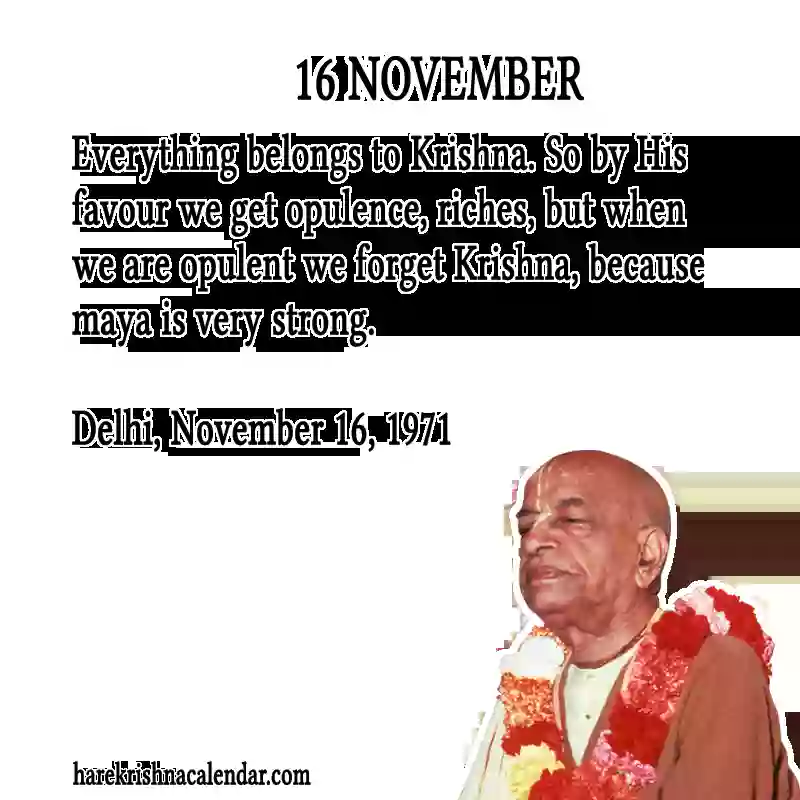 16 NOVEMBER
Everything belongs to Krishna. So by His
favour we get opulence, riches, but when
we are opulent we forget Krishna, because
maya is very strong.
Delhi, November 16, 1971
harekrishnacalendar.com